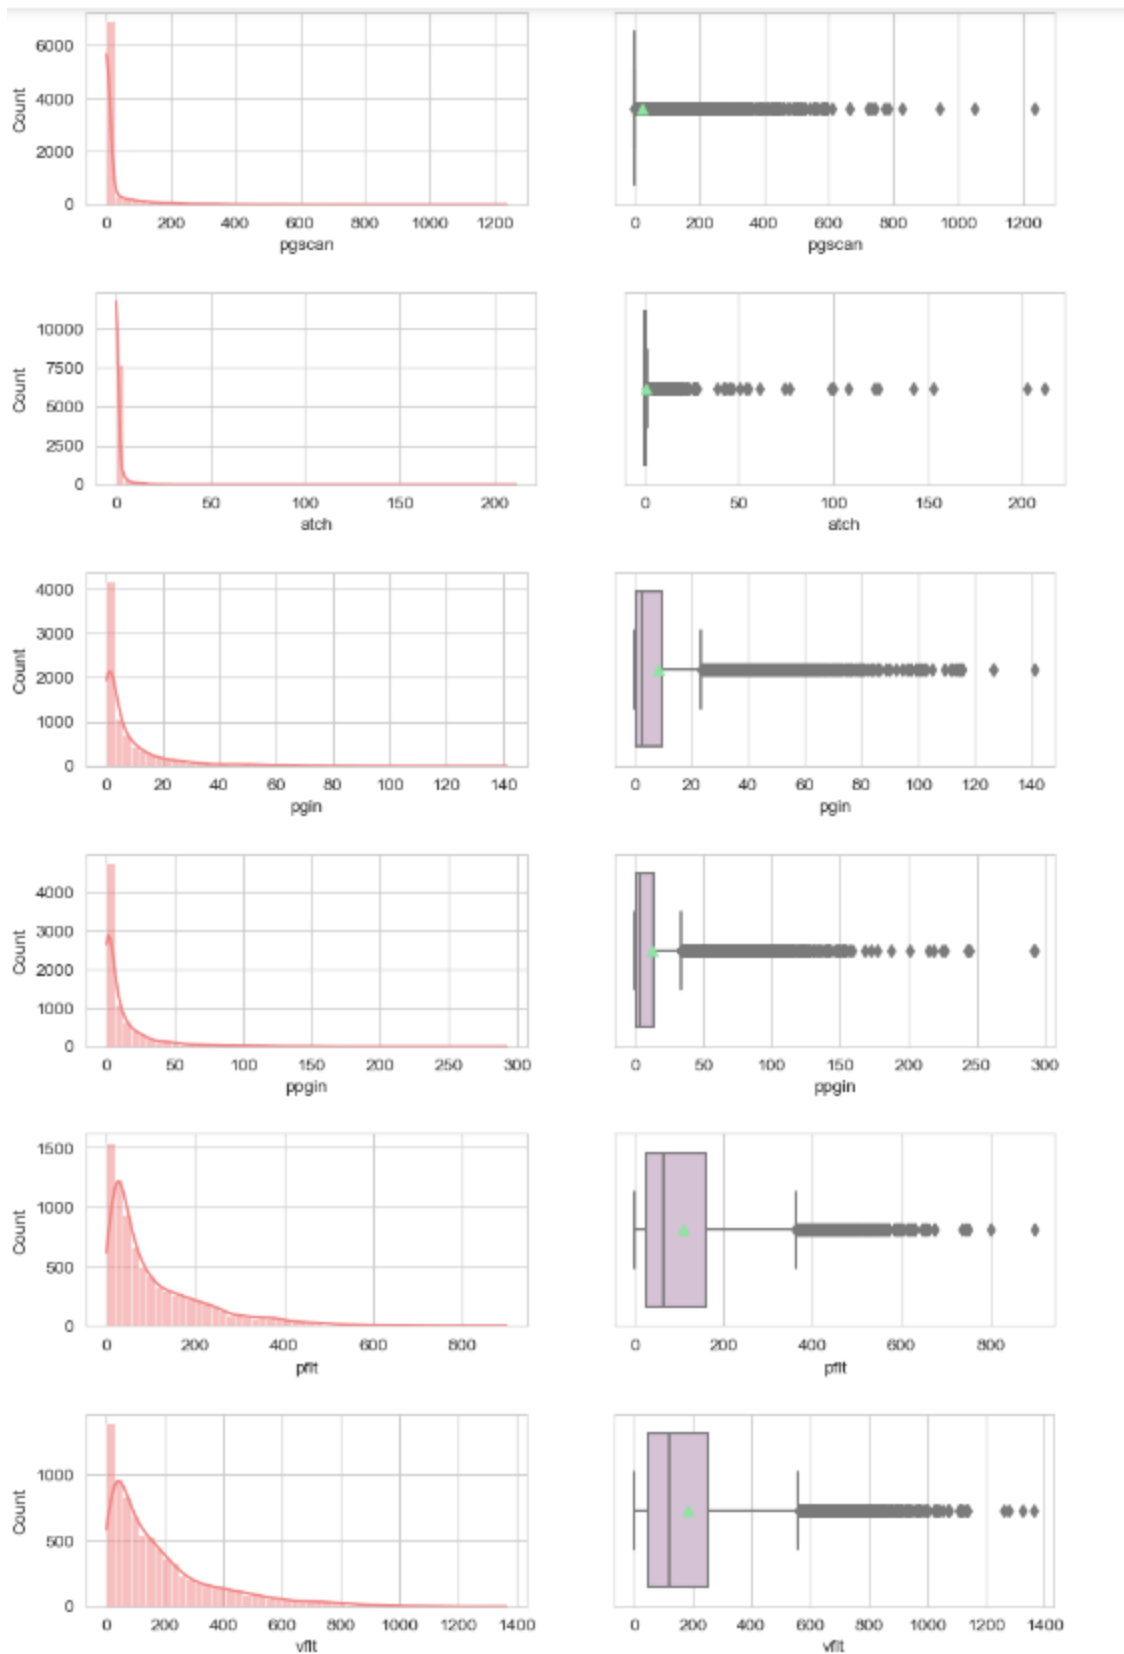 6000
4000
2000
0
Count
0 200 400 600 800 1000 1200
pgscan
0 200 400 600 800 1000 1200
pgscan
10000
7500
5000
2500
0
Count
0 50 100 150 200
atch
0 50 100 150 200
atch
4000
3000
2000
1000
0
Count
0 20 40 60 80 100 120 140
pgin
0 20 40 60 80 100 120 140
pgin
4000
3000
2000
1000
0
Count
0 50 100 150 200 250 300
ppgin
0 50 100 150 200 250 300
ppgin
1500
1000
500
0
Count
0 200 400 600 800
pflt
0 200 400 600 800
pflt
1000
500
0
Count
0 200 400 600 800 1000 1200 1400
vflt
0 200 400 600 800 1000 1200 1400
vflt